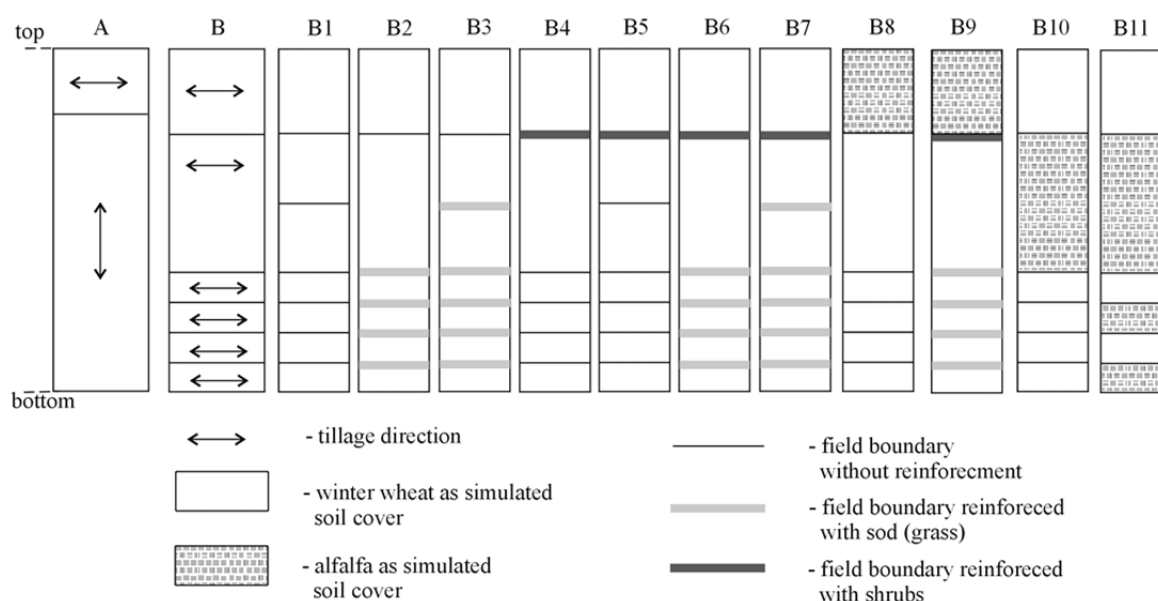 A B B1 B2 B3 B4 B5 B6 B7 B8 B9 B10 B11
top
bottom
- tillage direction
- winter wheat as simulated
soil cover
- alfalfa as simulated
soil cover
- field boundary
without reinforecment
- field boundary reinforeced
with sod (grass)
- field boundary reinforeced
with shrubs